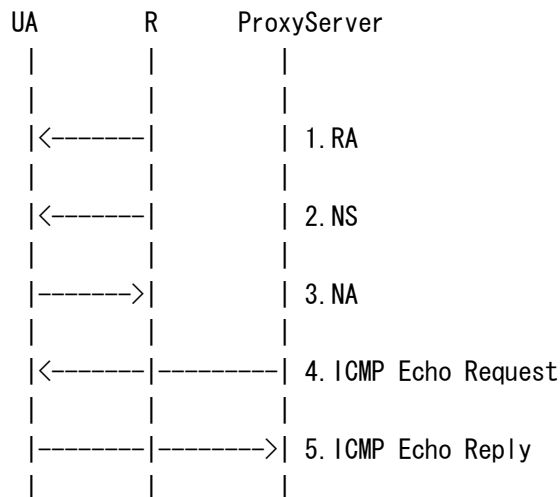 UA R ProxyServer
1.RA
2.NS
3.NA
4.ICMP Echo Request
5.ICMP Echo Reply